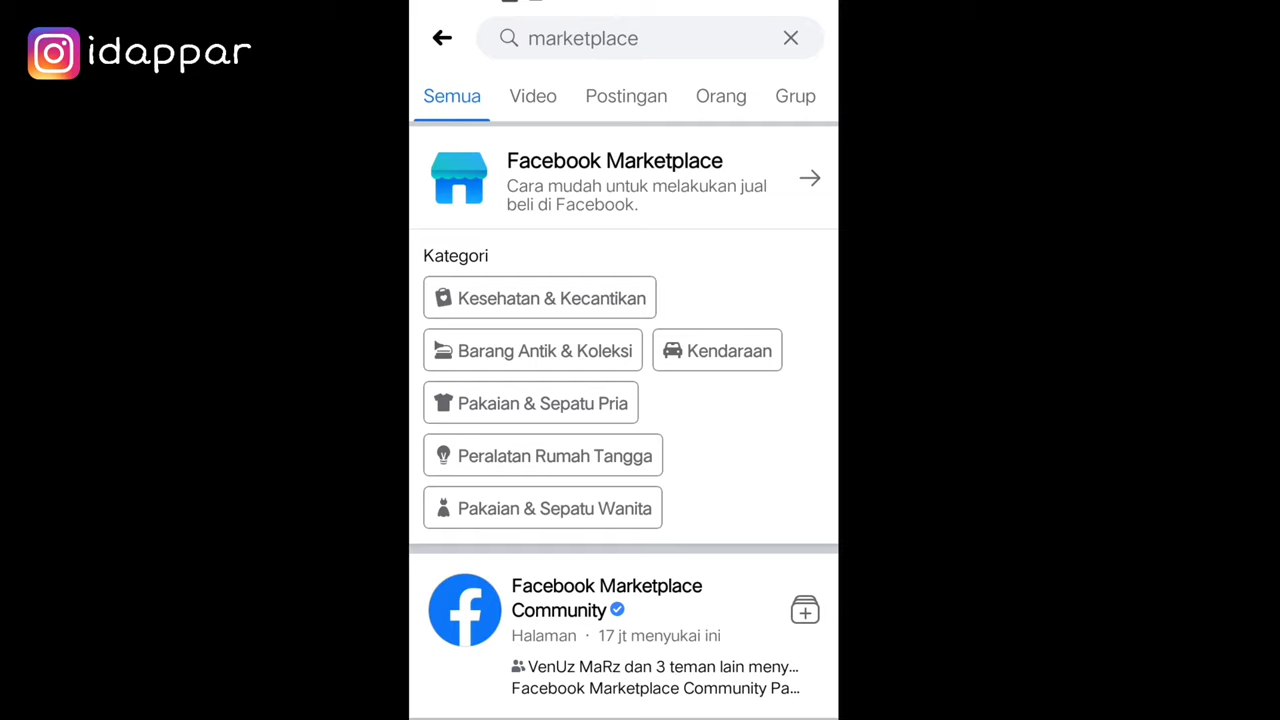 idappar
marketplace
Semua Video Postingan Orang Grup
Facebook Marketplace
Cara mudah untuk melakukan jual
beli di Facebook.
Kategori
Kesehatan & Kecantikan
Barang Antik & Koleksi Kendaraan
Pakaian & Sepatu Pria
Peralatan Rumah Tangga
Pakaian & Sepatu Wanita
Facebook Marketplace
Community
Halaman · 17 jt menyukai ini
VenUz MaRz dan 3 teman lain meny...
Facebook Marketplace Community Pa...